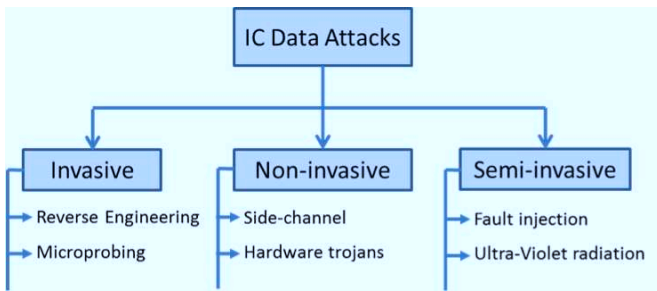 IC Data Attacks
Invasive
Non-invasive
Semi-invasive
Reverse Engineering
Side-channel
Fault injection
Microprobing
Hardware trojans
Ultra-Violet radiation